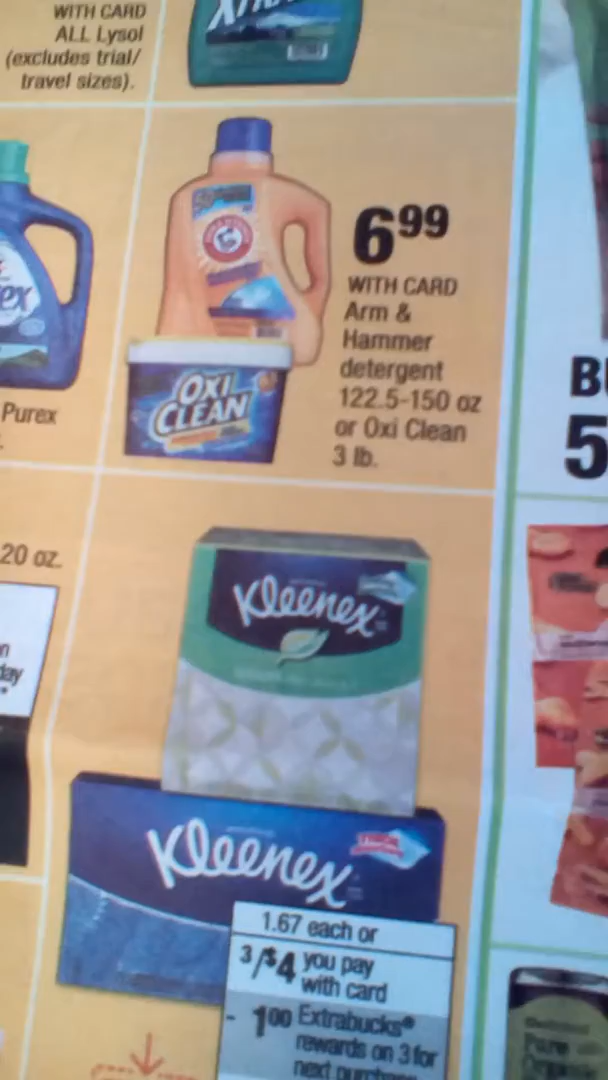 WITH CARD
ALL Lysol
(excludes trial/
travel sizes).
6 99
WITH CARD
Arm &
Hammer
detergent
122.5-150 oz
or Oxi Clean
3 lb.
OXI
CLEAN
ex
Purex
20 oz.
Kleenex
Kleenex
1.67 each or
3/$4 you pay
with card
- 1 00 Extrabucks®
rewards on 3 for
next purchase
B
5